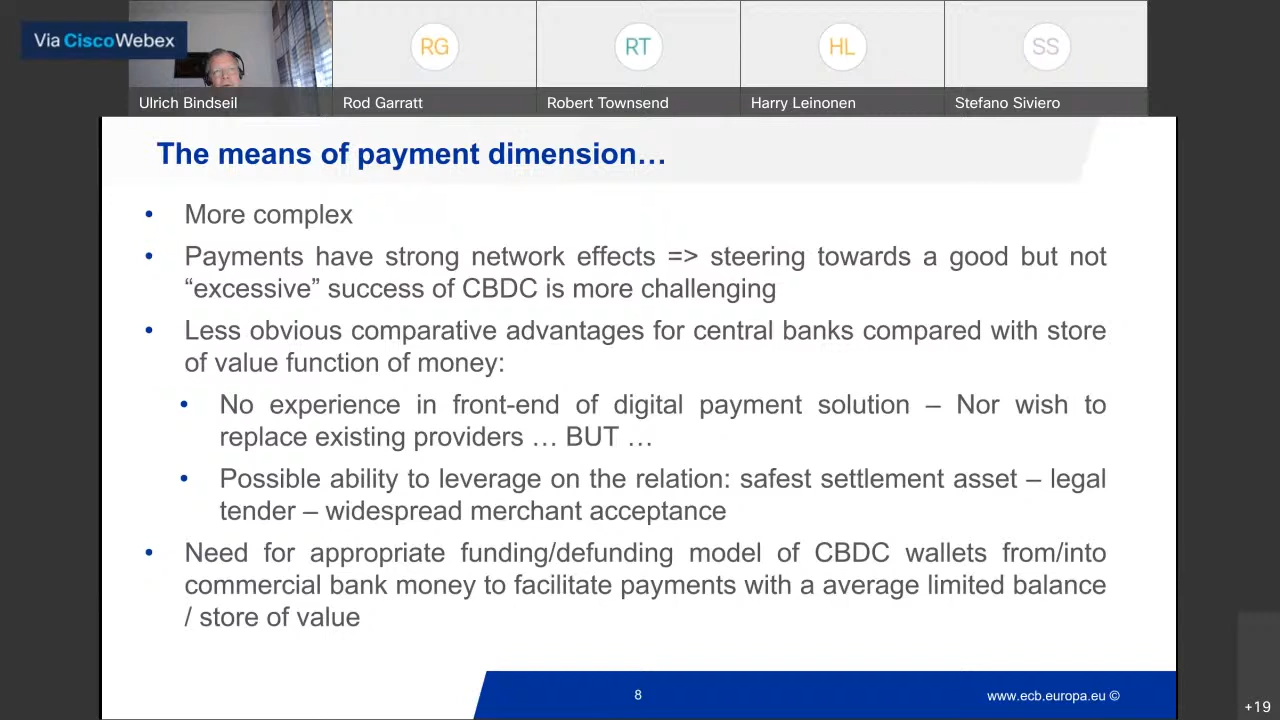 Via CiscoWebex
RG
RT
HL
SS
Ulrich Bindseil
Rod Garratt
Robert Townsend
Harry Leinonen
Stefano Siviero
The means of payment dimension…
• More complex
• Payments have strong network effects => steering towards a good but not
“excessive” success of CBDC is more challenging
• Less obvious comparative advantages for central banks compared with store
of value function of money:
• No experience in front-end of digital payment solution – Nor wish to
replace existing providers … BUT …
• Possible ability to leverage on the relation: safest settlement asset – legal
tender – widespread merchant acceptance
• Need for appropriate funding/defunding model of CBDC wallets from/into
commercial bank money to facilitate payments with a average limited balance
/ store of value
8
www.ecb.europa.eu ©
+19